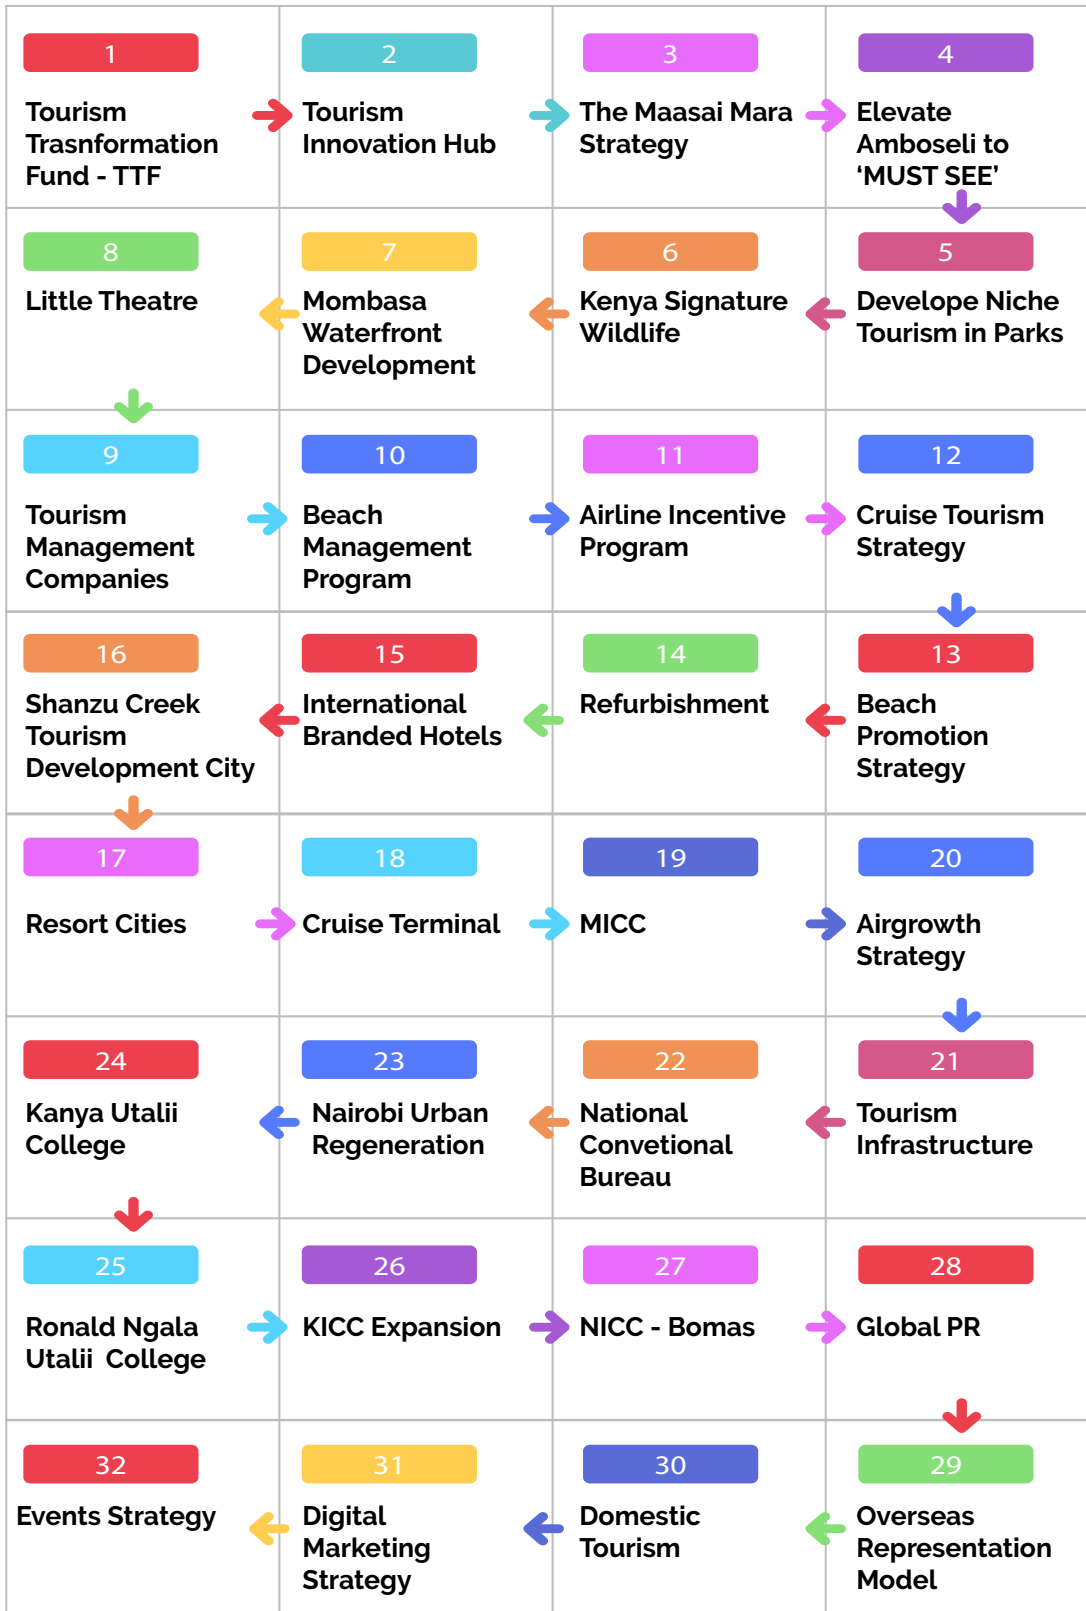 1
Tourism
Trasnformation
Fund - TTF
2
Tourism
Innovation Hub
3
The Maasai Mara
Strategy
4
Elevate
Amboseli to
‘MUST SEE’
8
Little Theatre
7
Mombasa
Waterfront
Development
6
Kenya Signature
Wildlife
5
Develope Niche
Tourism in Parks
9
Tourism
Management
Companies
10
Beach
Management
Program
11
Airline Incentive
Program
12
Cruise Tourism
Strategy
16
Shanzu Creek
Tourism
Development City
15
International
Branded Hotels
14
Refurbishment
13
Beach
Promotion
Strategy
17
Resort Cities
18
Cruise Terminal
19
MICC
20
Airgrowth
Strategy
24
Kanya Utalii
College
23
Nairobi Urban
Regeneration
22
National
Convetional
Bureau
21
Tourism
Infrastructure
25
Ronald Ngala
Utalii College
26
KICC Expansion
27
NICC - Bomas
28
Global PR
32
Events Strategy
31
Digital
Marketing
Strategy
30
Domestic
Tourism
29
Overseas
Representation
Model